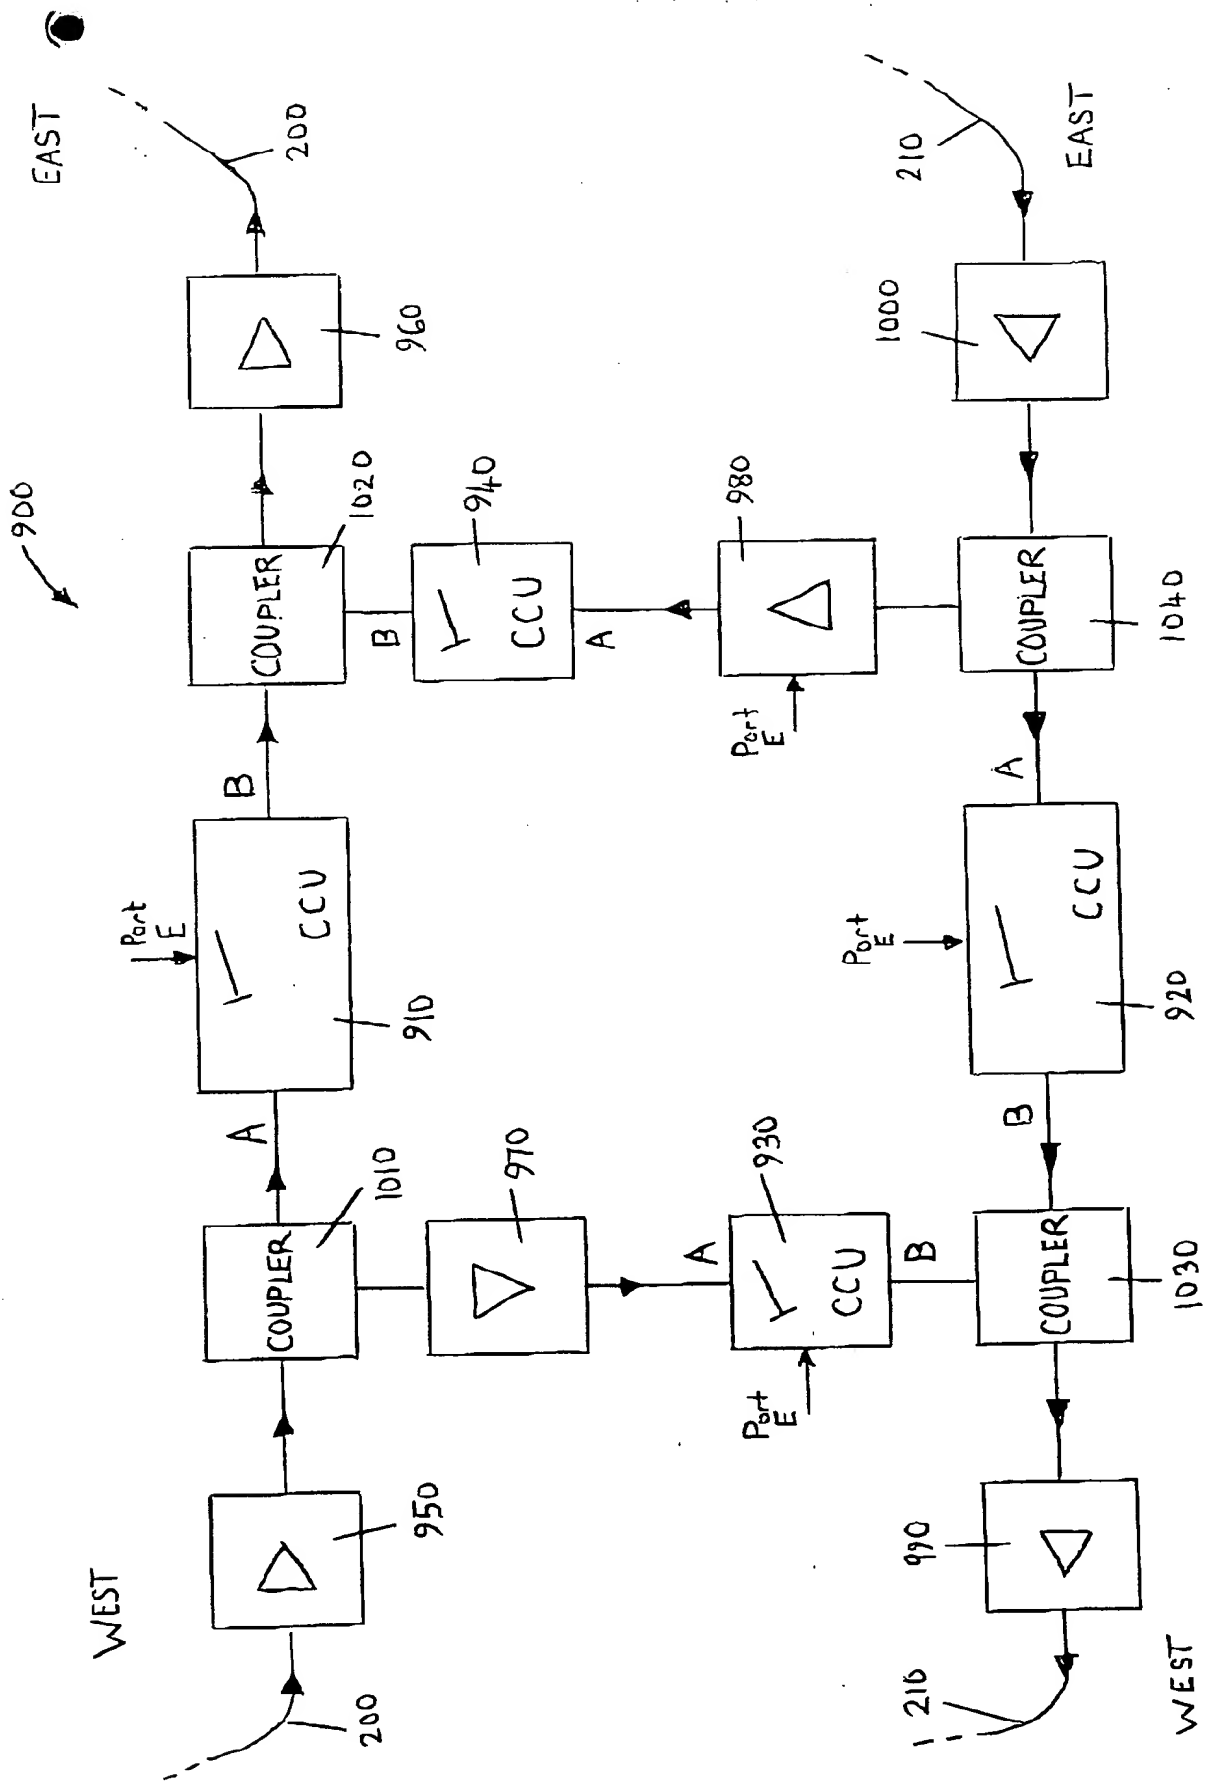 900
WEST
EAST
Port
E
A
B
COUPLER
COUPLER
CCU
200
950
1010
910
1020
960
200
970
B
940
CCU
A
A
930
CCU
B
Port
E
Port
E
980
Port
E
1000
210
EAST
210
990
B
A
COUPLER
CCU
COUPLER
WEST
1030
920
1040